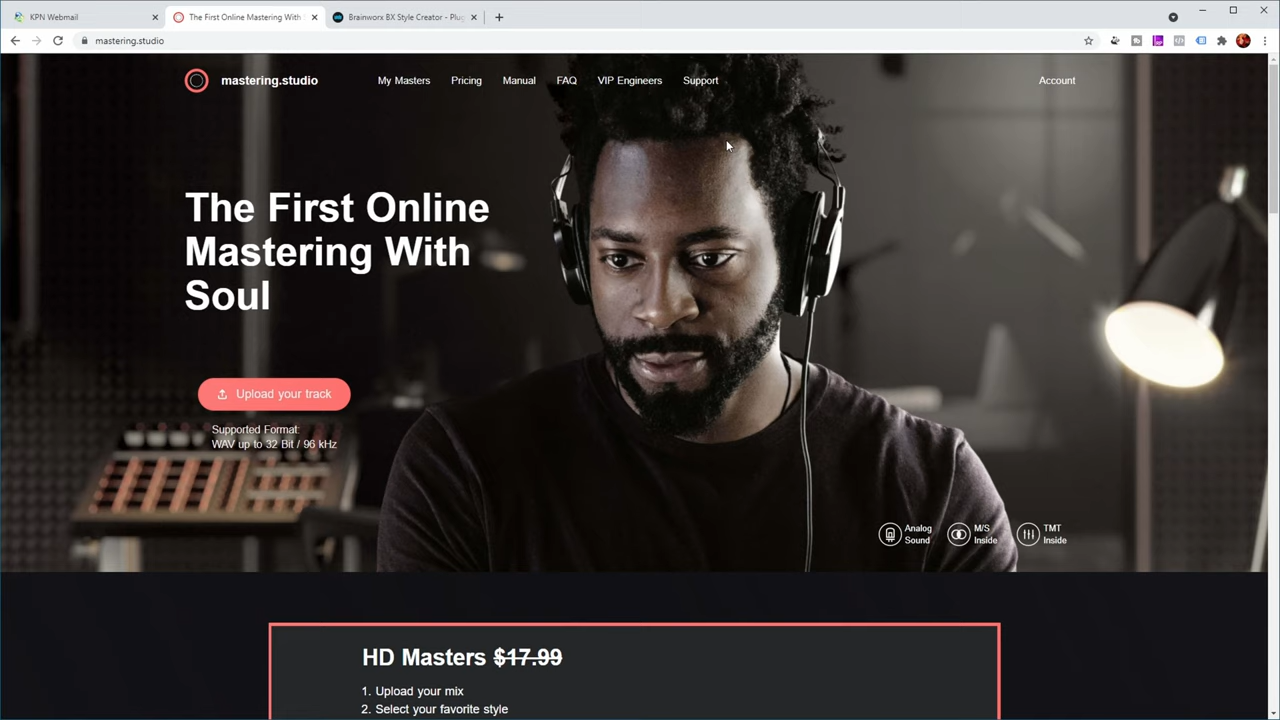 KPN Webmail
The First Online Mastering With
Brainworx BX Style Creator - Plug
mastering.studio
mastering.studio
My Masters
Pricing
Manual
FAQ
VIP Engineers
Support
Account
The First Online
Mastering With
Soul
Upload your track
Supported Format:
WAV up to 32 Bit / 96 kHz
Analog
Sound
M/S
Inside
TMT
Inside
HD Masters $17.99
1. Upload your mix
2. Select your favorite style